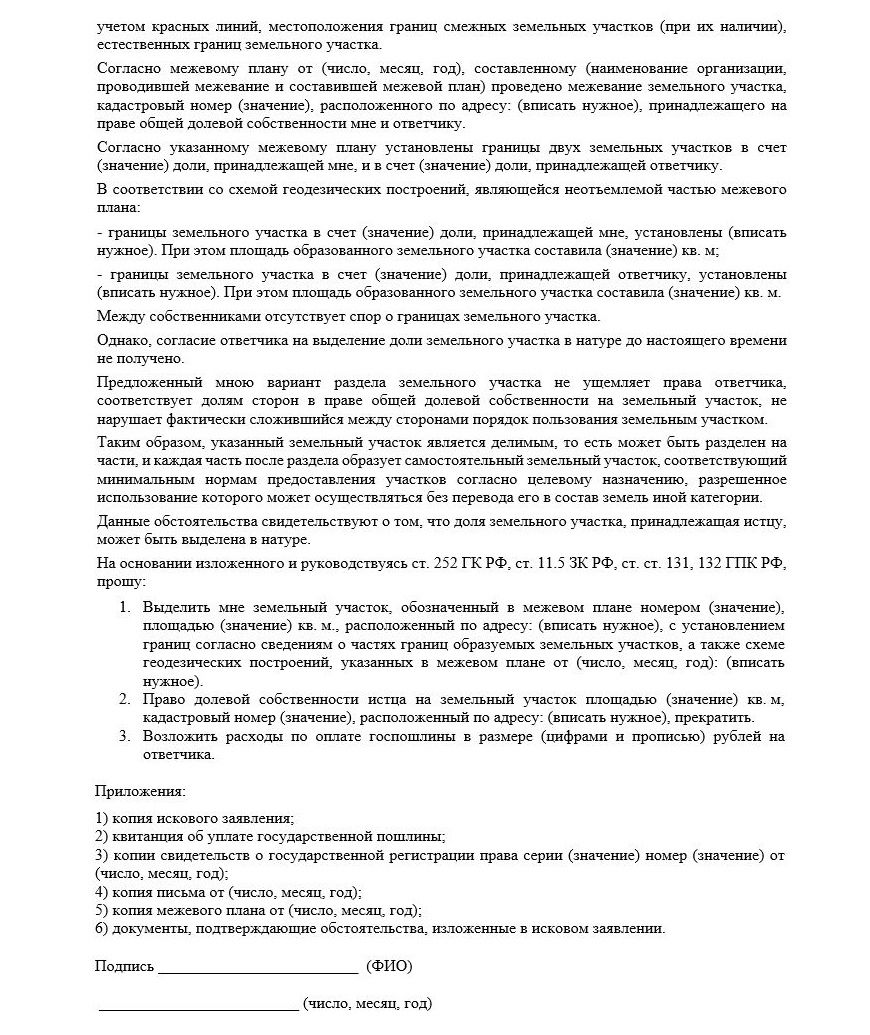 учетом красных линий, местоположения границ смежных земельных участков (при их наличии),
естественных границ земельного участка.
Согласно межевому плану от (число, месяц, год), составленному (наименование организации,
проводившей межевание и составившей межевой план) проведено межевание земельного участка,
кадастровый номер (значение), расположенного по адресу: (вписать нужное), принадлежащего на
праве общей долевой собственности мне и ответчику.
Согласно указанному межевому плану установлены границы двух земельных участков в счет
(значение) доли, принадлежащей мне, и в счет (значение) доли, принадлежащей ответчику.
В соответствии со схемой геодезических построений, являющейся неотъемлемой частью межевого
плана:
- границы земельного участка в счет (значение) доли, принадлежащей мне, установлены (вписать
нужное). При этом площадь образованного земельного участка составила (значение) кв. м;
- границы земельного участка в счет (значение) доли, принадлежащей ответчику, установлены
(вписать нужное). При этом площадь образованного земельного участка составила (значение) кв. м.
Между собственниками отсутствует спор о границах земельного участка.
Однако, согласие ответчика на выделение доли земельного участка в натуре до настоящего времени
не получено.
Предложенный мною вариант раздела земельного участка не ущемляет права ответчика,
соответствует долям сторон в праве общей долевой собственности на земельный участок, не
нарушает фактически сложившийся между сторонами порядок пользования земельным участком.
Таким образом, указанный земельный участок является делимым, то есть может быть разделен на
части, и каждая часть после раздела образует самостоятельный земельный участок, соответствующий
минимальным нормам предоставления участков согласно целевому назначению, разрешенное
использование которого может осуществляться без перевода его в состав земель иной категории.
Данные обстоятельства свидетельствуют о том, что доля земельного участка, принадлежащая истцу,
может быть выделена в натуре.
На основании изложенного и руководствуясь ст. 252 ГК РФ, ст. 11.5 ЗК РФ, ст. ст. 131, 132 ГПК РФ,
прошу:
1. Выделить мне земельный участок, обозначенный в межевом плане номером (значение),
площадью (значение) кв. м., расположенный по адресу: (вписать нужное), с установлением
границ согласно сведениям о частях границ образуемых земельных участков, а также схеме
геодезических построений, указанных в межевом плане от (число, месяц, год): (вписать
нужное).
2. Право долевой собственности истца на земельный участок площадью (значение) кв. м,
кадастровый номер (значение), расположенный по адресу: (вписать нужное), прекратить.
3. Возложить расходы по оплате госпошлины в размере (цифрами и прописью) рублей на
ответчика.
Приложения:
1) копия искового заявления;
2) квитанция об уплате государственной пошлины;
3) копии свидетельств о государственной регистрации права серии (значение) номер (значение) от
(число, месяц, год);
4) копия письма от (число, месяц, год);
5) копия межевого плана от (число, месяц, год);
6) документы, подтверждающие обстоятельства, изложенные в исковом заявлении.
Подпись __________________________ (ФИО)
__________________________ (число, месяц, год)